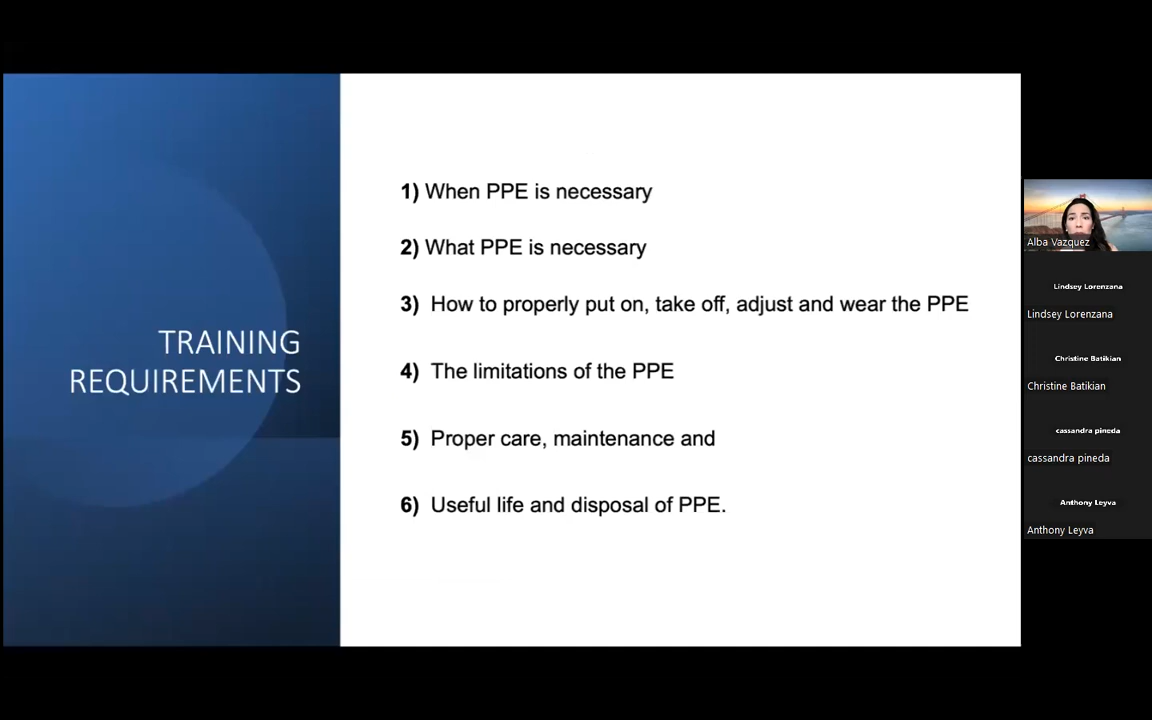 TRAINING
REQUIREMENTS
1) When PPE is necessary
2) What PPE is necessary
3) How to properly put on, take off, adjust and wear the PPE
4) The limitations of the PPE
5) Proper care, maintenance and
6) Useful life and disposal of PPE.
Alba Vazquez
Lindsey Lorenzana
Lindsey Lorenzana
Christine Batikian
Christine Batikian
cassandra pineda
cassandra pineda
Anthony Leyva
Anthony Leyva